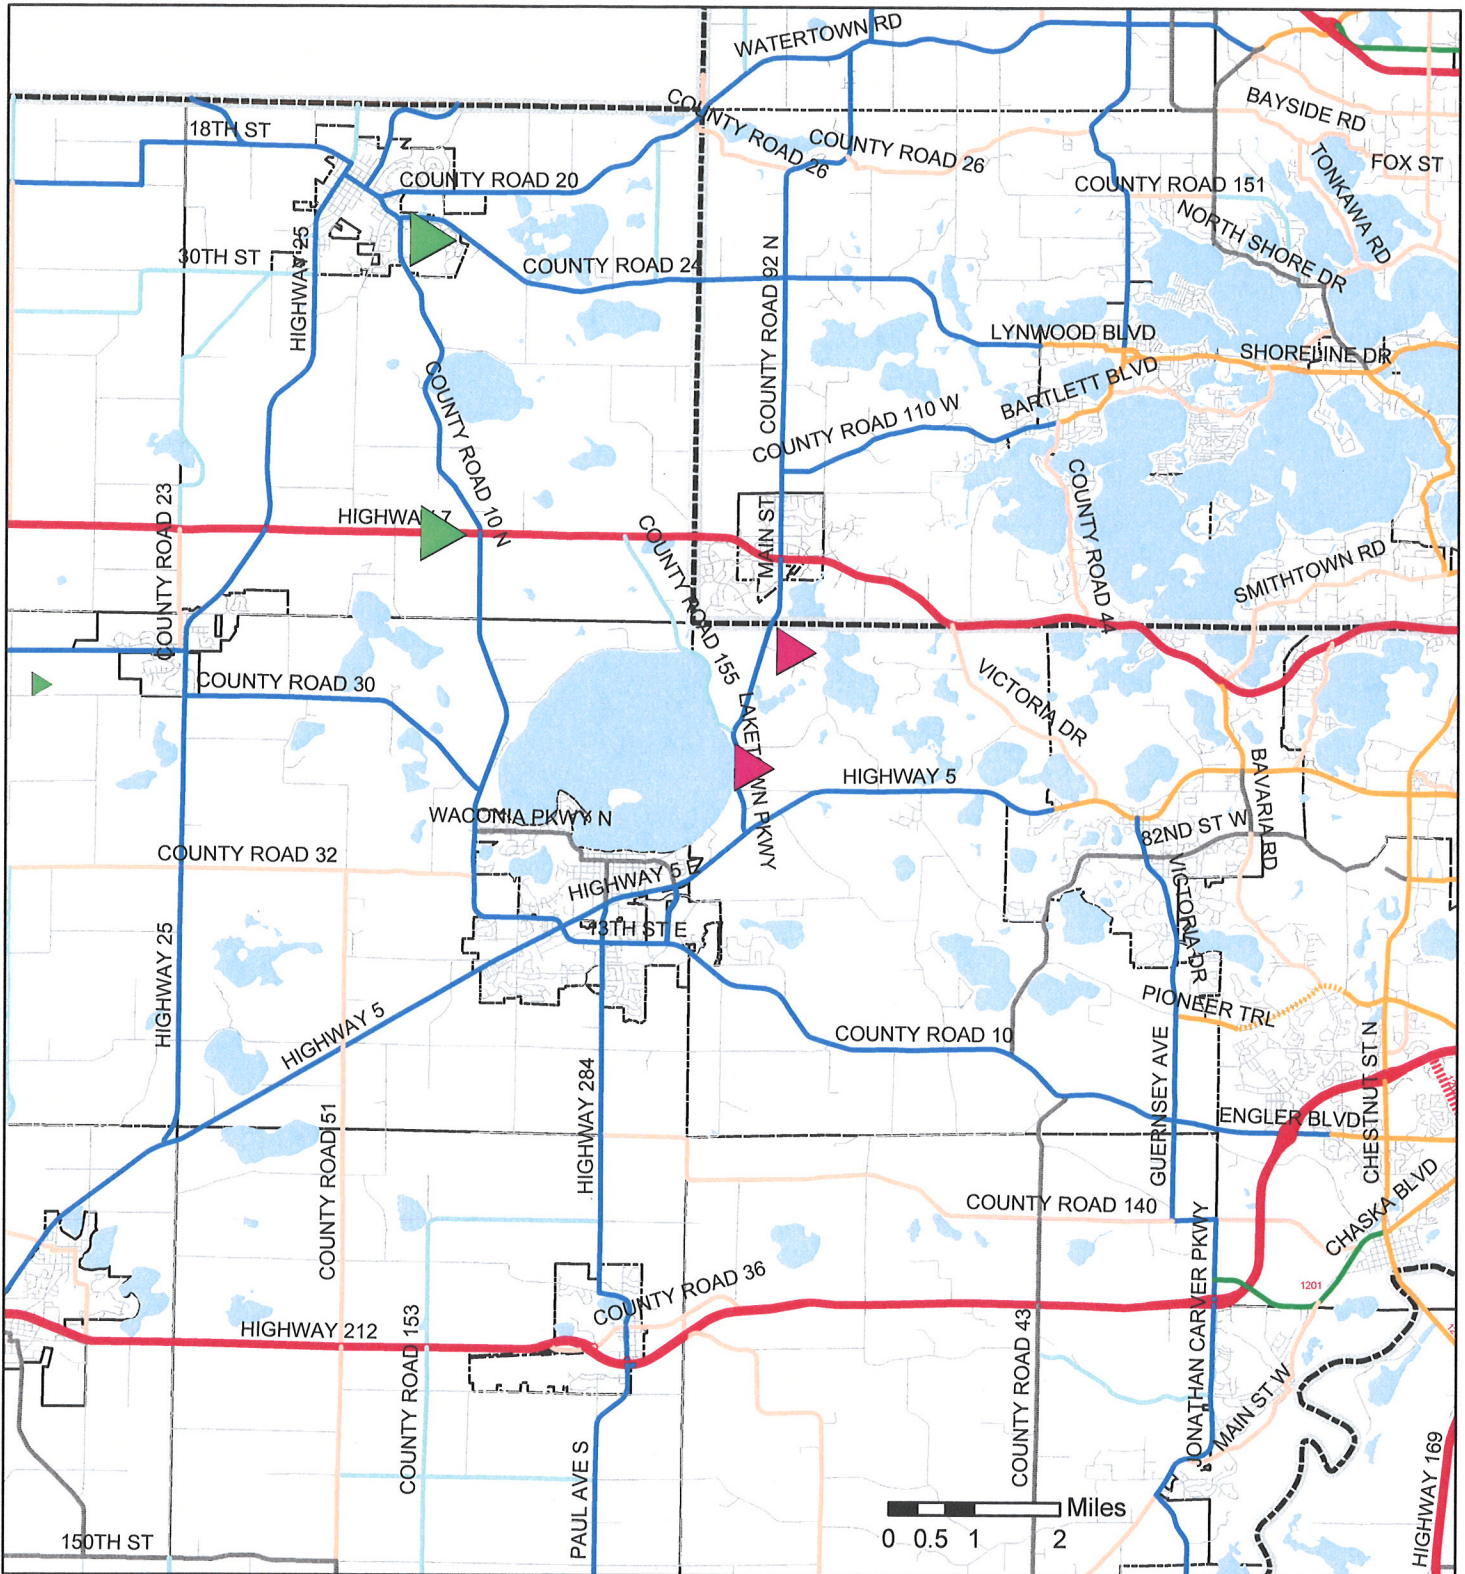 WATERTOWN RD
COUNTY ROAD 26
COUNTY ROAD 26
BAYSIDE RD
FOX ST
TONKAWA RD
18TH ST
COUNTY ROAD 20
COUNTY ROAD 151
NORTH SHORE DR
30TH ST
HIGHWAY 25
COUNTY ROAD 24
COUNTY ROAD 92 N
LYNWOOD BLVD
SHORELINE DR
BARTLETT BLVD
COUNTY ROAD 110 W
COUNTY ROAD 10 N
COUNTY ROAD 23
HIGHWAY 7
MAIN ST
COUNTY ROAD 44
SMITHTOWN RD
COUNTY ROAD 155
COUNTY ROAD 30
VICTORIA DR
LAKETOWN PKWY
HIGHWAY 5
BAVARIA RD
WACONIA PKWY N
82ND ST W
COUNTY ROAD 32
HIGHWAY 5 E
VICTORIA DR
13TH ST E
HIGHWAY 25
HIGHWAY 5
PIONEER TRL
COUNTY ROAD 10
GUERNSEY AVE
CHESTNUT ST N
HIGHWAY 284
COUNTY ROAD 51
ENGLER BLVD
COUNTY ROAD 140
CHASKA BLVD
JONATHAN CARVER PKWY
1201
COUNTY ROAD 36
HIGHWAY 212
COUNTY ROAD 153
COUNTY ROAD 43
MAIN ST W
HIGHWAY 169
PAUL AVE S
Miles
0 0.5 1 2
150TH ST